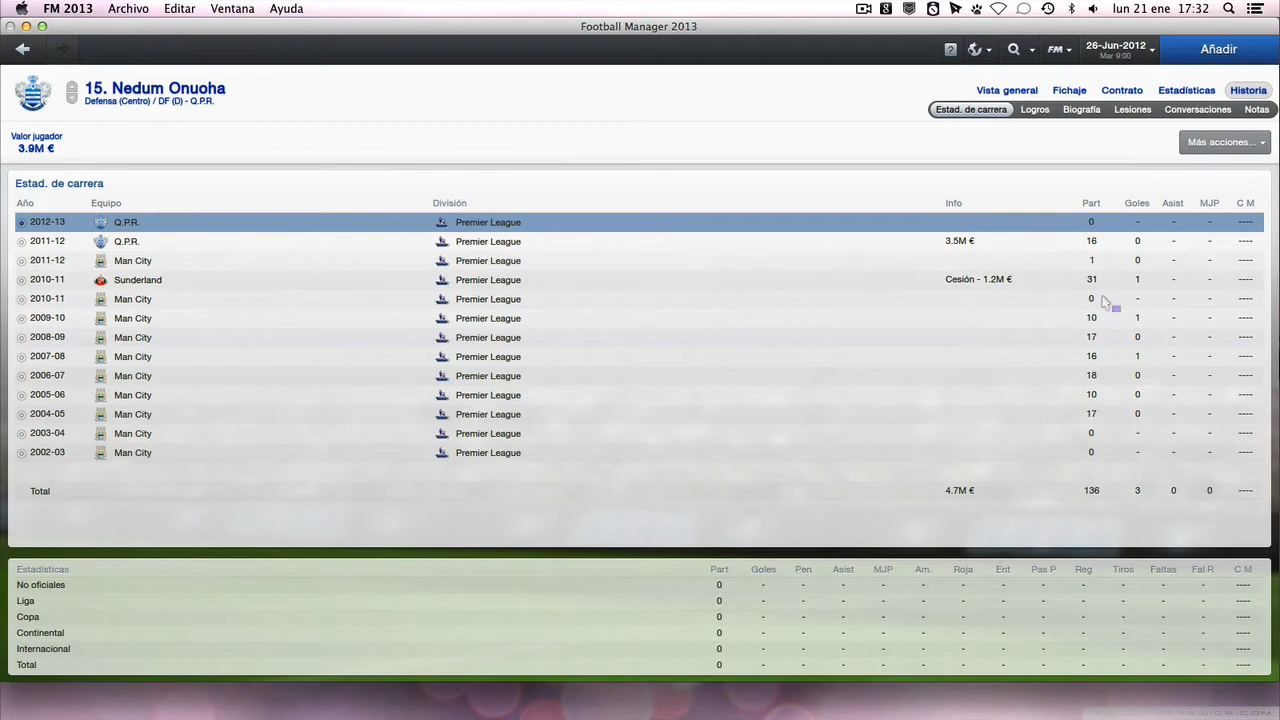 FM 2013 Archivo Editar Ventana Ayuda lun 21 ene 17:32
Football Manager 2013
? FM 26-Jun-2012 Mar 9:00 Añadir
15. Nedum Onuoha
Defensa (Centro) / DF (D) - Q.P.R.
Vista general Fichaje Contrato Estadísticas Historia
Estad. de carrera Logros Biografía Lesiones Conversaciones Notas
Valor jugador
3.9M €
Más acciones...
Estad. de carrera
Año Equipo División Info Part Goles Asist MJP C M
2012-13 Q.P.R. Premier League 0 - - - ----
2011-12 Q.P.R. Premier League 3.5M € 16 0 - - ----
2011-12 Man City Premier League 1 0 - - ----
2010-11 Sunderland Premier League Cesión - 1.2M € 31 1 - - ----
2010-11 Man City Premier League 0 - - - ----
2009-10 Man City Premier League 10 1 - - ----
2008-09 Man City Premier League 17 0 - - ----
2007-08 Man City Premier League 16 1 - - ----
2006-07 Man City Premier League 18 0 - - ----
2005-06 Man City Premier League 10 0 - - ----
2004-05 Man City Premier League 17 0 - - ----
2003-04 Man City Premier League 0 - - - ----
2002-03 Man City Premier League 0 - - - ----
Total 4.7M € 136 3 0 0 ----
Estadísticas Part Goles Pen Asist MJP Am. Roja Ent Pas P Reg Tiros Faltas Fal R C M
No oficiales 0 - - - - - - - - - - - - ----
Liga 0 - - - - - - - - - - - - ----
Copa 0 - - - - - - - - - - - - ----
Continental 0 - - - - - - - - - - - - ----
Internacional 0 - - - - - - - - - - - - ----
Total 0 - - - - - - - - - - - - ----